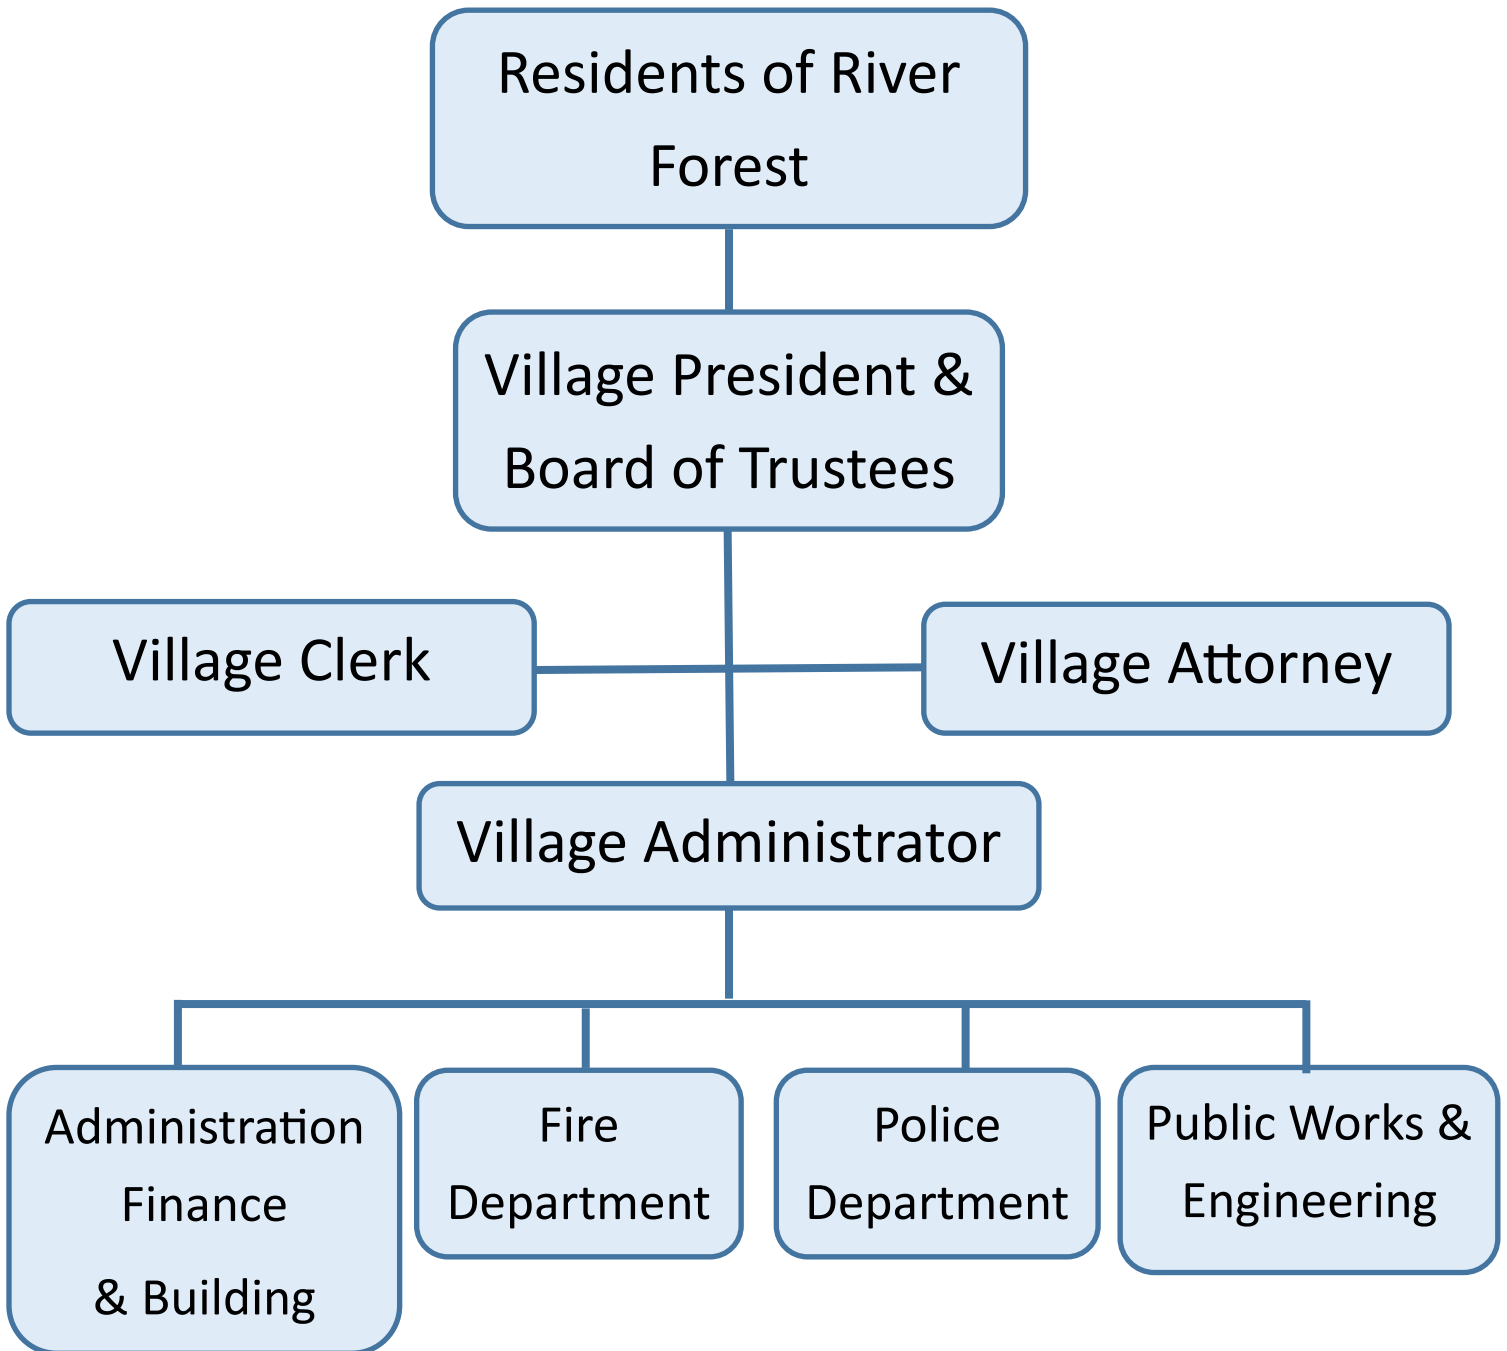 Residents of River
Forest
Village President &
Board of Trustees
Village Clerk
Village Attorney
Village Administrator
Administration
Finance
& Building
Fire
Department
Police
Department
Public Works &
Engineering